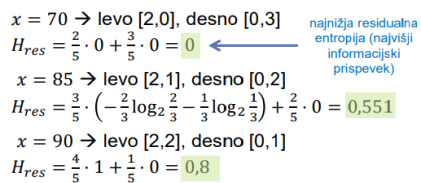 x = 70 → levo [2,0], desno [0,3]
H_res = 2/5 · 0 + 3/5 · 0 = 0
najnižja residualna
entropija (najvišji
informacijski
prispevek)
x = 85 → levo [2,1], desno [0,2]
H_res = 3/5 · (−2/3 log₂ 2/3 − 1/3 log₂ 1/3) + 2/5 · 0 = 0,551
x = 90 → levo [2,2], desno [0,1]
H_res = 4/5 · 1 + 1/5 · 0 = 0,8